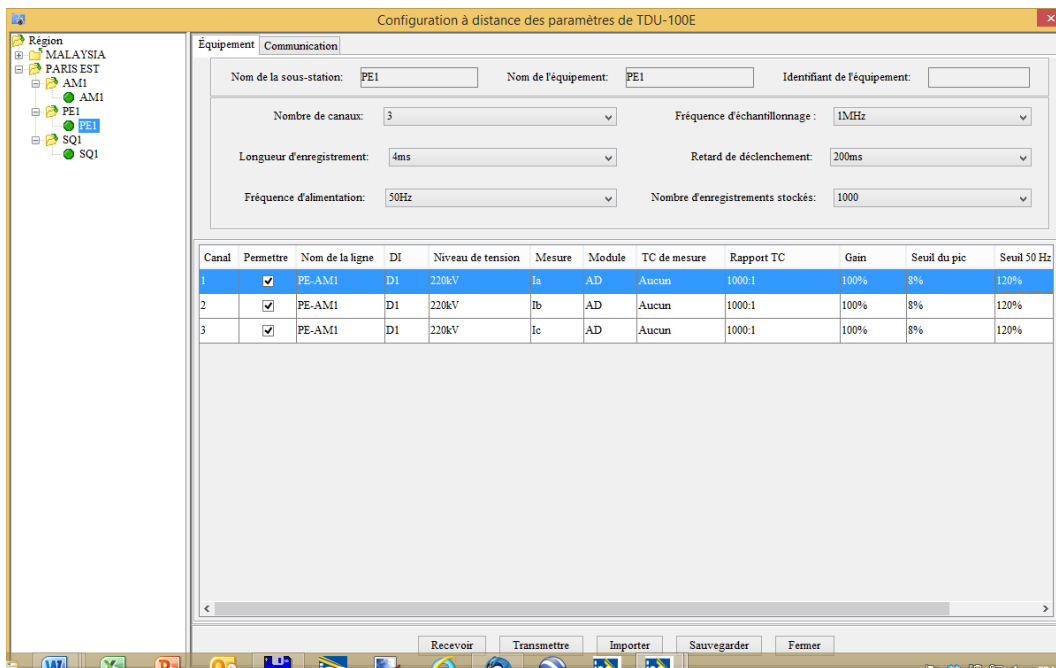 Configuration à distance des paramètres de TDU-100E
Région
MALAYSIA
PARIS EST
AM1
AM1
PE1
PE1
SQ1
SQ1
Équipement Communication
Nom de la sous-station: PE1 Nom de l'équipement: PE1 Identifiant de l'équipement:
Nombre de canaux: 3 Fréquence d'échantillonnage : 1MHz
Longueur d'enregistrement: 4ms Retard de déclenchement: 200ms
Fréquence d'alimentation: 50Hz Nombre d'enregistrements stockés: 1000
Canal Permettre Nom de la ligne DI Niveau de tension Mesure Module TC de mesure Rapport TC Gain Seuil du pic Seuil 50 Hz
1 PE-AM1 D1 220kV Ia AD Aucun 1000:1 100% 8% 120%
2 PE-AM1 D1 220kV Ib AD Aucun 1000:1 100% 8% 120%
3 PE-AM1 D1 220kV Ic AD Aucun 1000:1 100% 8% 120%
Recevoir Transmettre Importer Sauvegarder Fermer